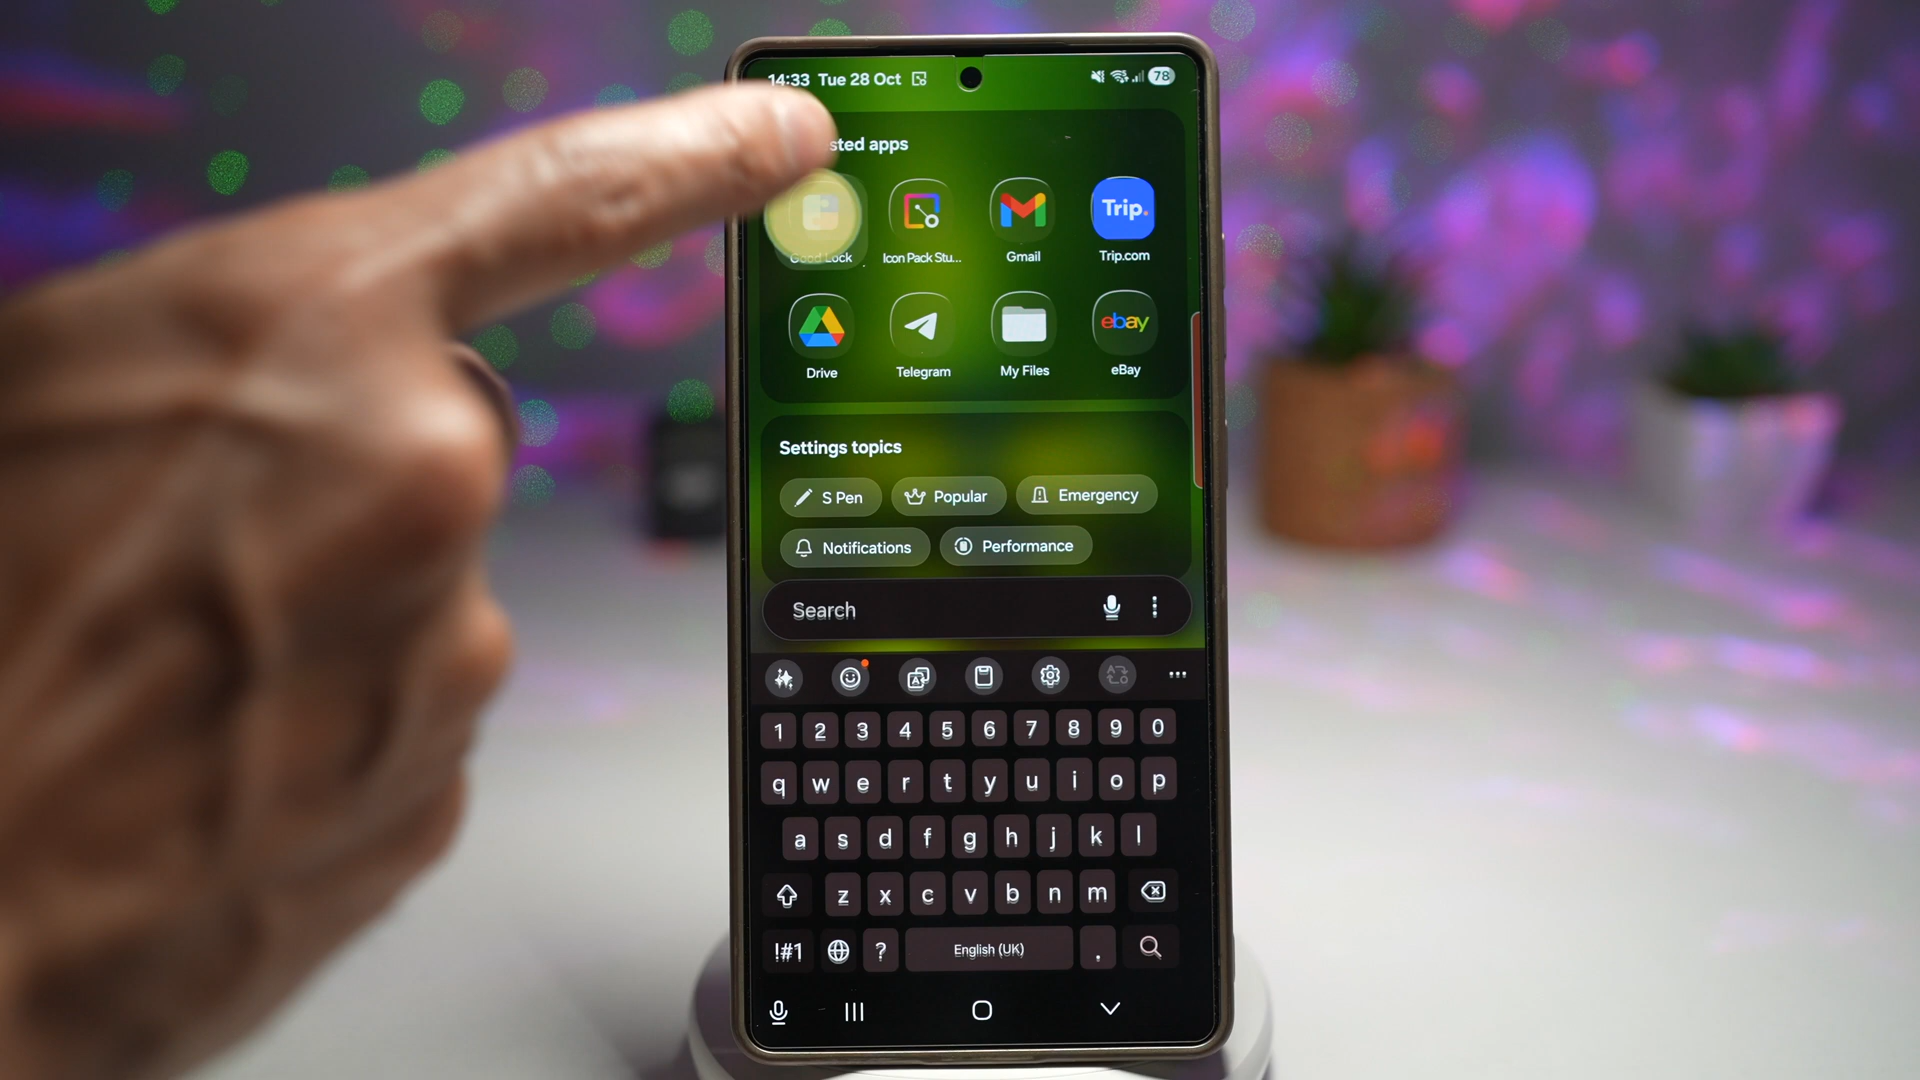 14:33 Tue 28 Oct
78
sted apps
Good Lock
Icon Pack Stu...
Gmail
Trip.
Trip.com
Drive
Telegram
My Files
ebay
eBay
Settings topics
S Pen
Popular
Emergency
Notifications
Performance
Search
1 2 3 4 5 6 7 8 9 0
q w e r t y u i o p
a s d f g h j k l
z x c v b n m
!#1 ? English (UK) .